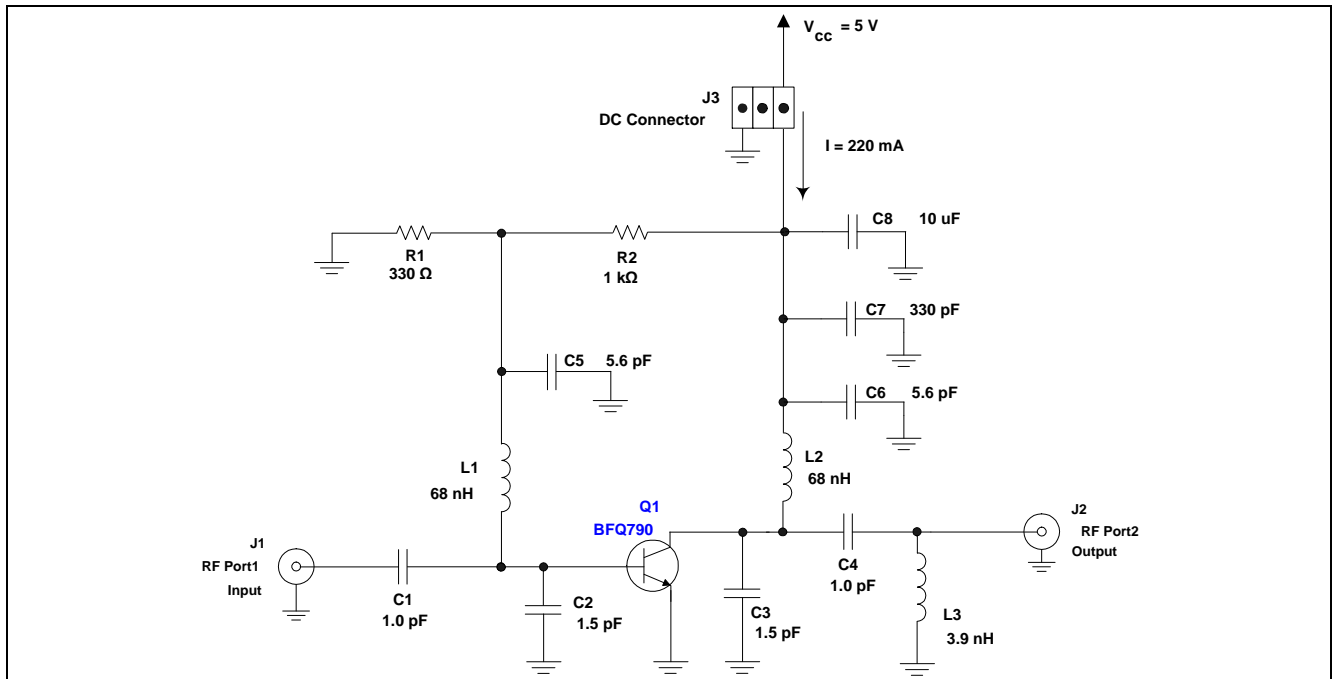 Vcc = 5 V
J3
DC Connector
I = 220 mA
C8 10 uF
R1
330 Ω
R2
1 kΩ
C7 330 pF
C5 5.6 pF
C6 5.6 pF
L1
68 nH
L2
68 nH
Q1
BFQ790
J1
RF Port1
Input
C1
1.0 pF
C2
1.5 pF
C3
1.5 pF
C4
1.0 pF
J2
RF Port2
Output
L3
3.9 nH